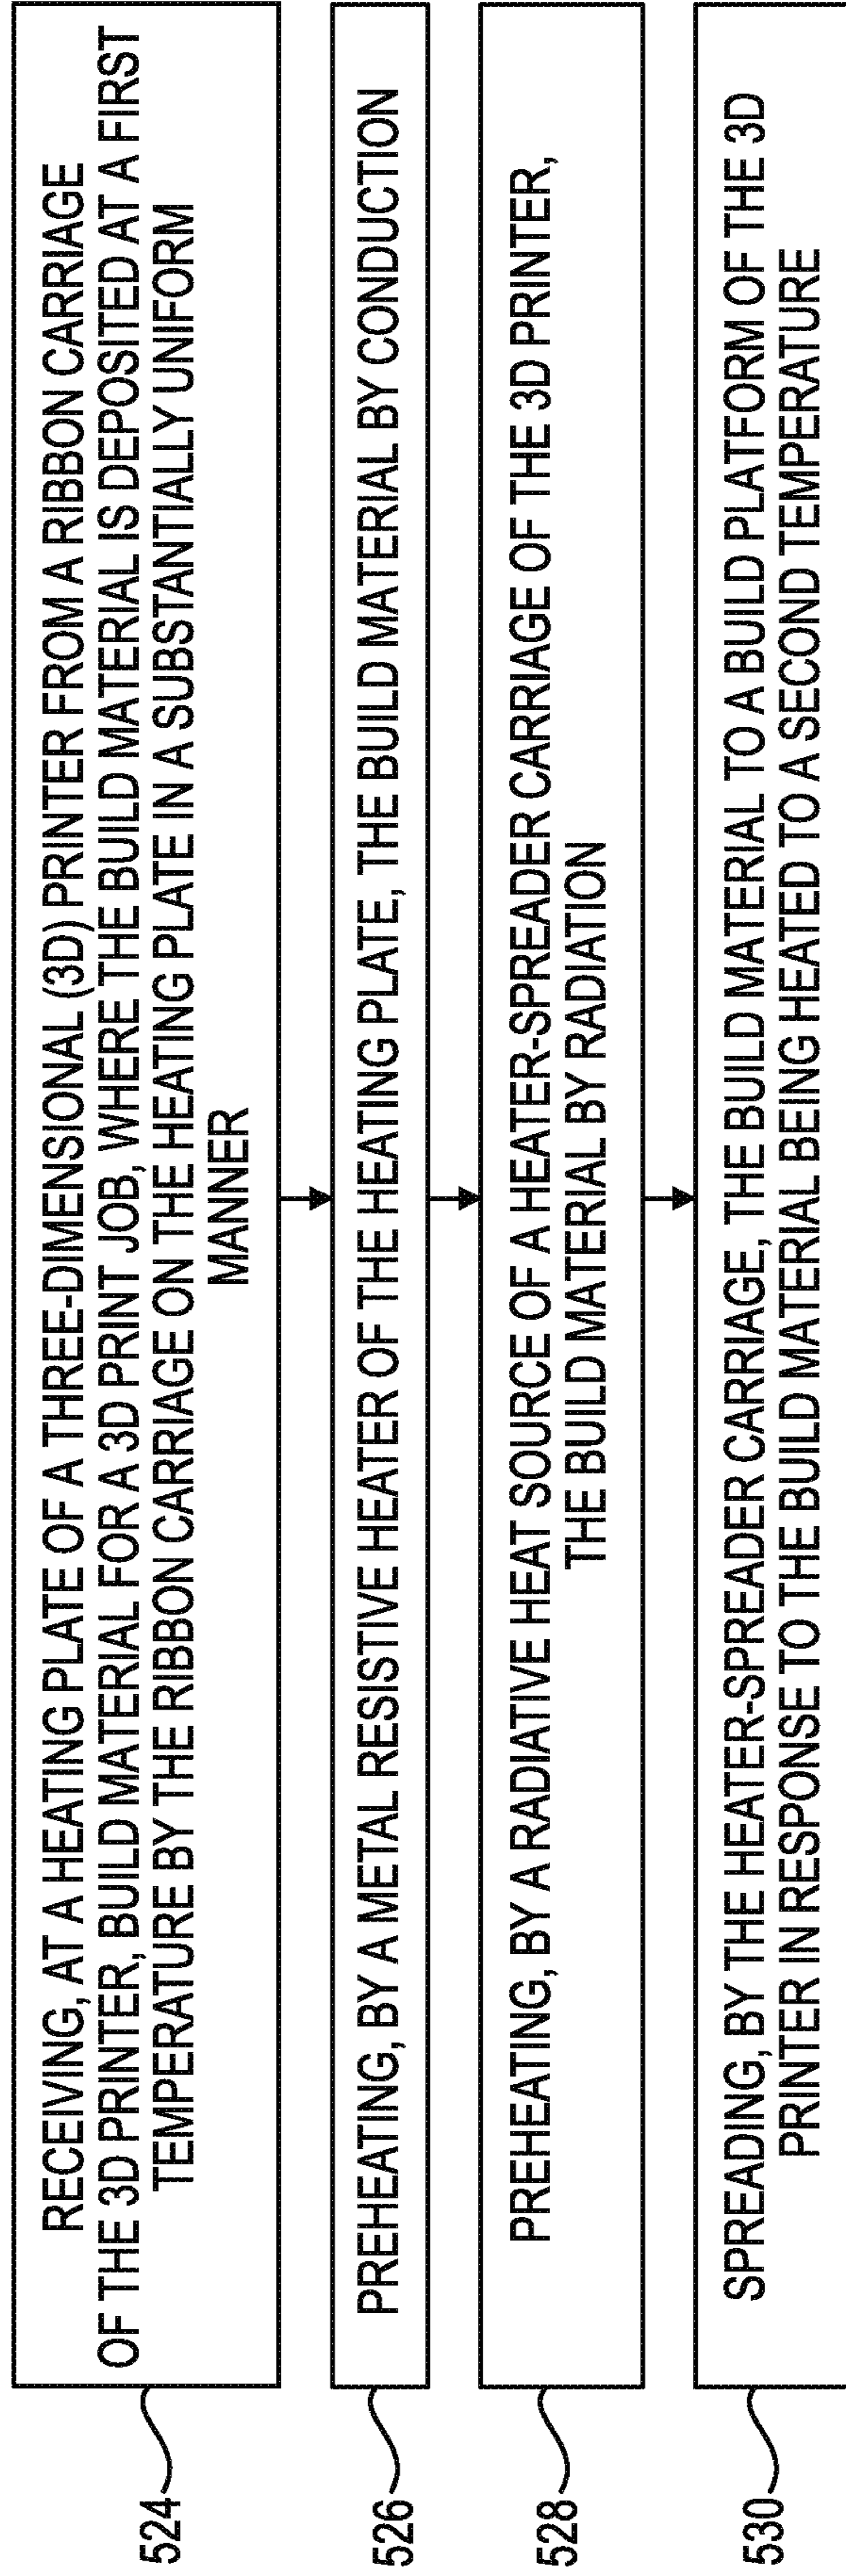 RECEIVING, AT A HEATING PLATE OF A THREE-DIMENSIONAL (3D) PRINTER FROM A RIBBON CARRIAGE
OF THE 3D PRINTER, BUILD MATERIAL FOR A 3D PRINT JOB, WHERE THE BUILD MATERIAL IS DEPOSITED AT A FIRST
TEMPERATURE BY THE RIBBON CARRIAGE ON THE HEATING PLATE IN A SUBSTANTIALLY UNIFORM
MANNER
524
PREHEATING, BY A METAL RESISTIVE HEATER OF THE HEATING PLATE, THE BUILD MATERIAL BY CONDUCTION
526
PREHEATING, BY A RADIATIVE HEAT SOURCE OF A HEATER-SPREADER CARRIAGE OF THE 3D PRINTER,
THE BUILD MATERIAL BY RADIATION
528
SPREADING, BY THE HEATER-SPREADER CARRIAGE, THE BUILD MATERIAL TO A BUILD PLATFORM OF THE 3D
PRINTER IN RESPONSE TO THE BUILD MATERIAL BEING HEATED TO A SECOND TEMPERATURE
530